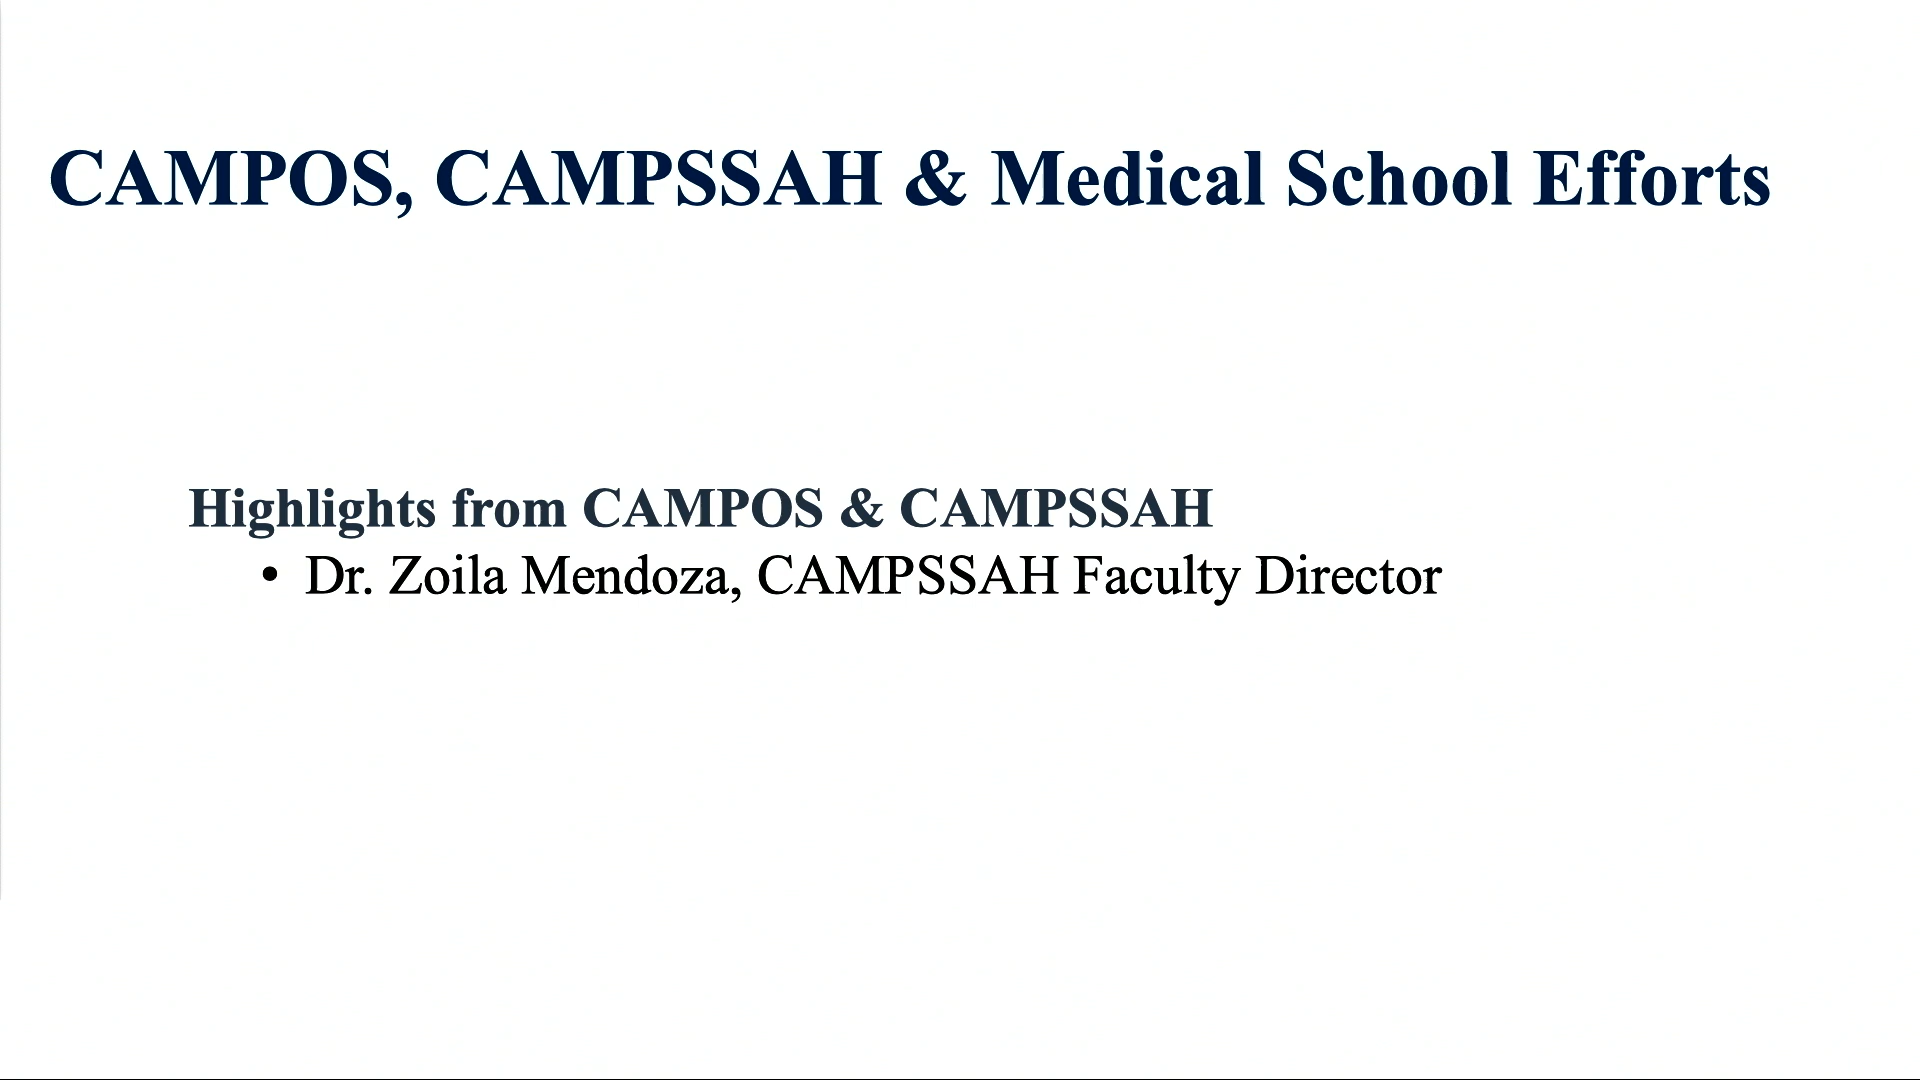 CAMPOS, CAMPSSAH & Medical School Efforts
Highlights from CAMPOS & CAMPSSAH
• Dr. Zoila Mendoza, CAMPSSAH Faculty Director